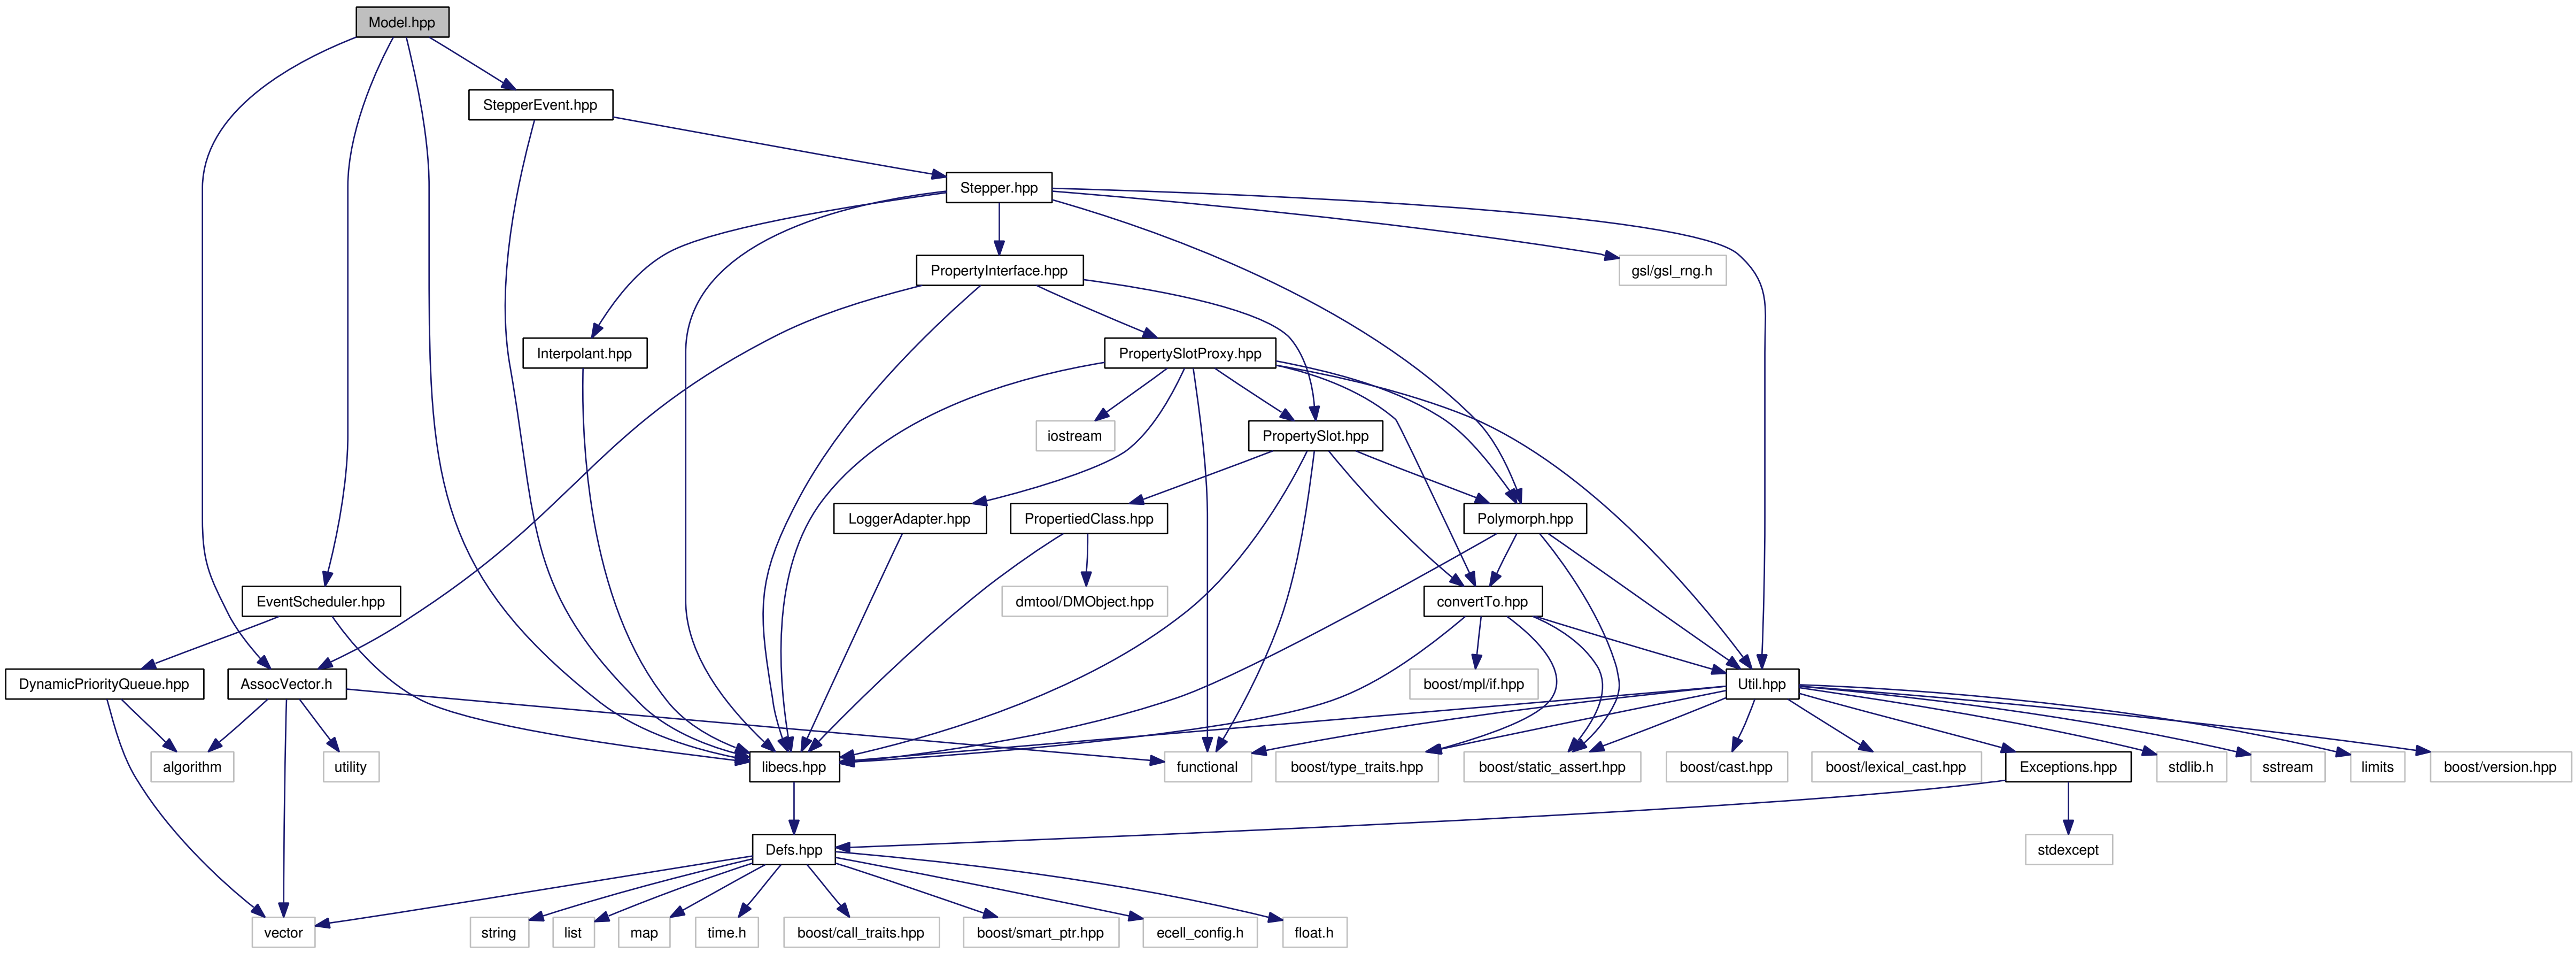 Model.hpp
StepperEvent.hpp
Stepper.hpp
PropertyInterface.hpp
gsl/gsl_rng.h
Interpolant.hpp
PropertySlotProxy.hpp
iostream
PropertySlot.hpp
LoggerAdapter.hpp
PropertiedClass.hpp
Polymorph.hpp
EventScheduler.hpp
dmtool/DMObject.hpp
convertTo.hpp
DynamicPriorityQueue.hpp
AssocVector.h
boost/mpl/if.hpp
Util.hpp
algorithm
utility
libecs.hpp
functional
boost/type_traits.hpp
boost/static_assert.hpp
boost/cast.hpp
boost/lexical_cast.hpp
Exceptions.hpp
stdlib.h
sstream
limits
boost/version.hpp
Defs.hpp
stdexcept
vector
string
list
map
time.h
boost/call_traits.hpp
boost/smart_ptr.hpp
ecell_config.h
float.h